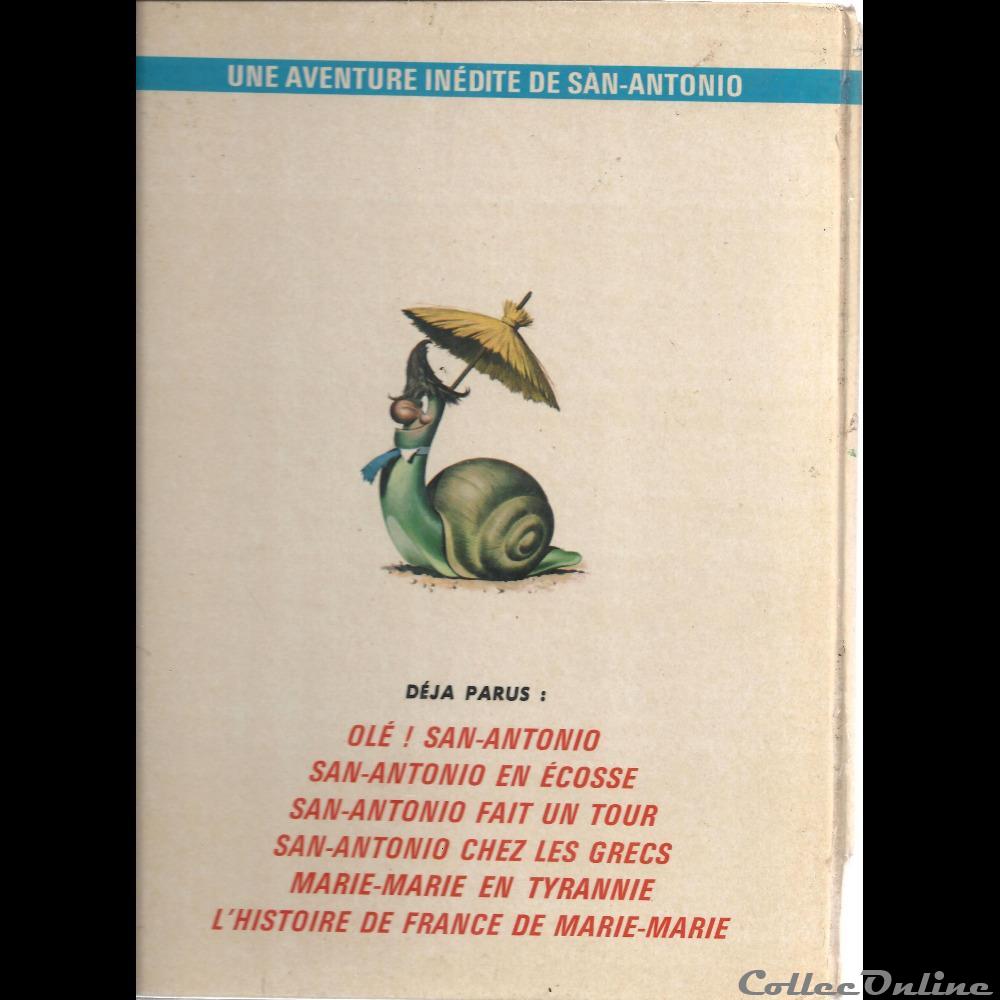 UNE AVENTURE INÉDITE DE SAN-ANTONIO
DÉJA PARUS :
OLÉ ! SAN-ANTONIO
SAN-ANTONIO EN ÉCOSSE
SAN-ANTONIO FAIT UN TOUR
SAN-ANTONIO CHEZ LES GRECS
MARIE-MARIE EN TYRANNIE
L'HISTOIRE DE FRANCE DE MARIE-MARIE
CollecOnline